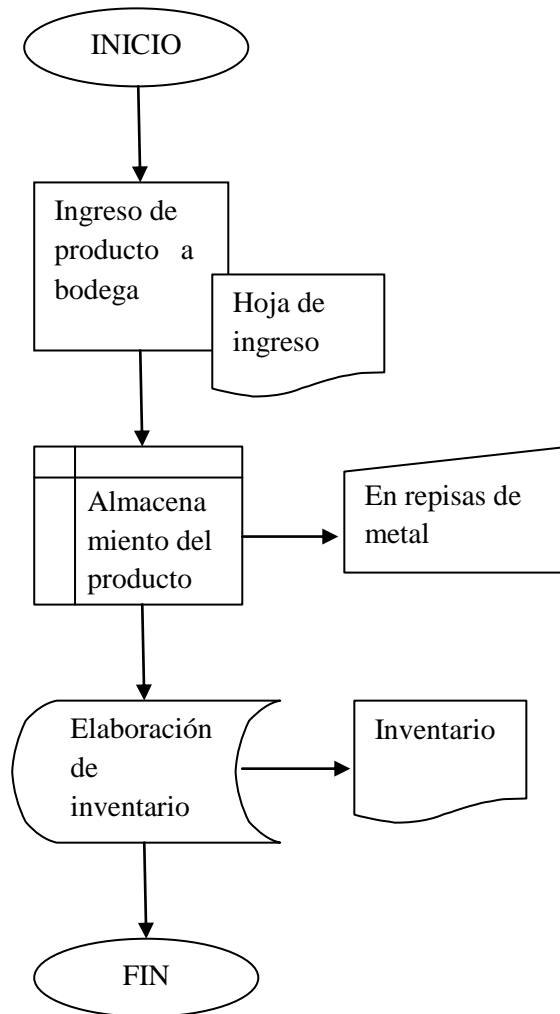 INICIO
Ingreso de
producto a
bodega
Hoja de
ingreso
Almacena
miento del
producto
En repisas de
metal
Elaboración
de
inventario
Inventario
FIN